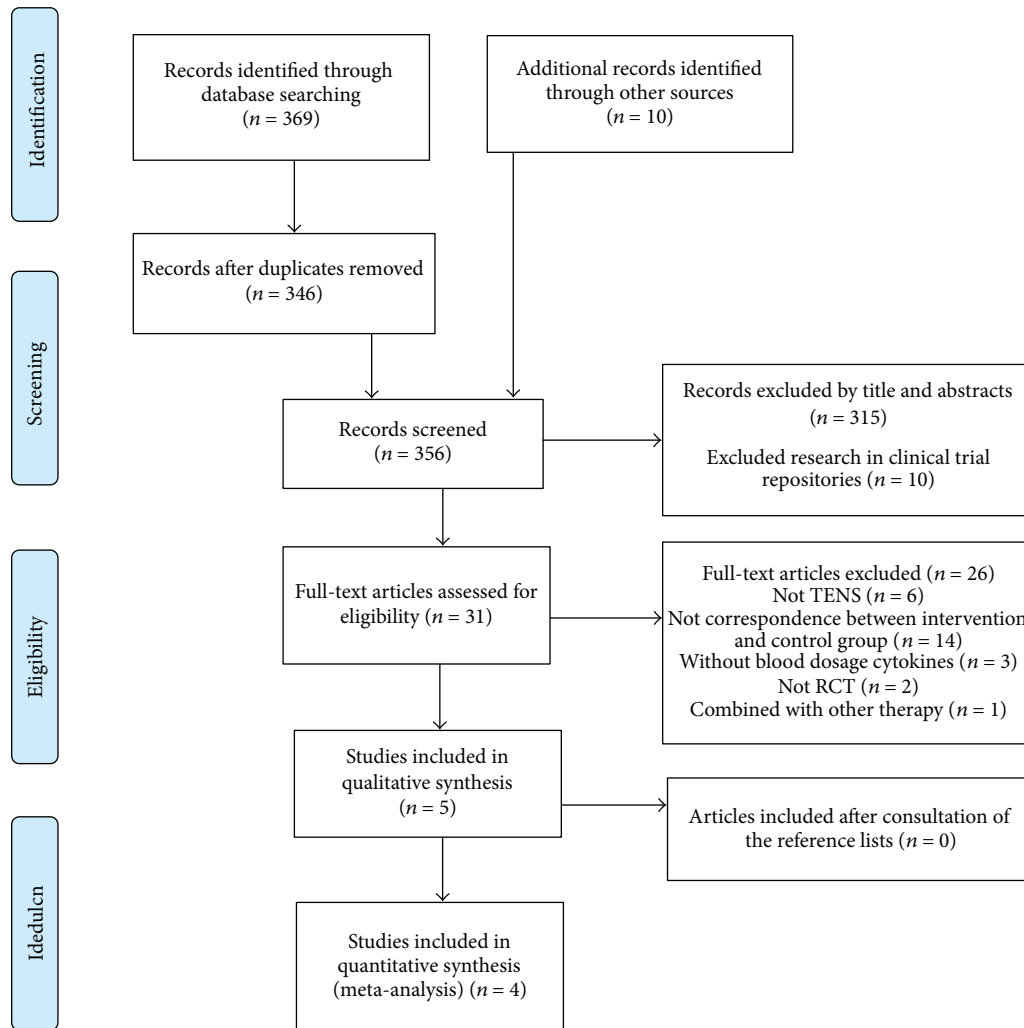 Identification
Records identified through
database searching
(n = 369)
Additional records identified
through other sources
(n = 10)
Records after duplicates removed
(n = 346)
Screening
Records screened
(n = 356)
Records excluded by title and abstracts
(n = 315)
Excluded research in clinical trial
repositories (n = 10)
Eligibility
Full-text articles assessed for
eligibility (n = 31)
Full-text articles excluded (n = 26)
Not TENS (n = 6)
Not correspondence between intervention
and control group (n = 14)
Without blood dosage cytokines (n = 3)
Not RCT (n = 2)
Combined with other therapy (n = 1)
Studies included in
qualitative synthesis
(n = 5)
Articles included after consultation of
the reference lists (n = 0)
Idedulcn
Studies included in
quantitative synthesis
(meta-analysis) (n = 4)